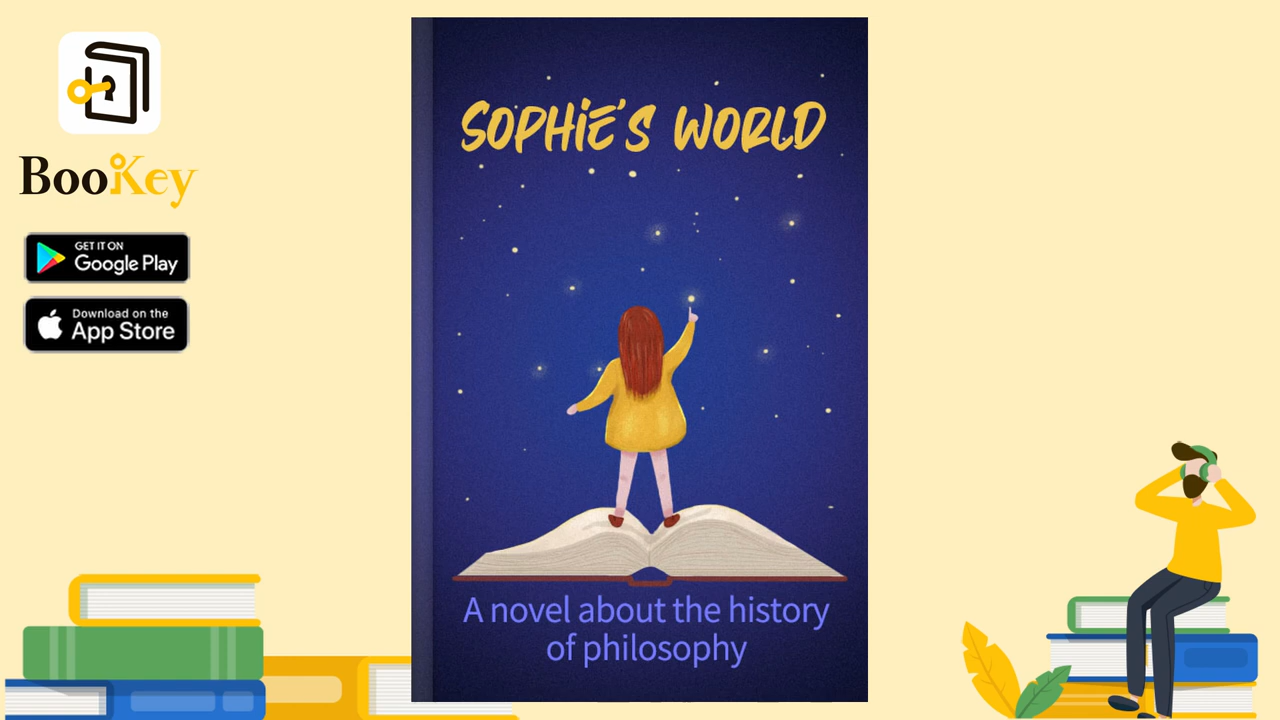 BooKey
GET IT ON
Google Play
Download on the
App Store
SOPHIE'S WORLD
A novel about the history
of philosophy